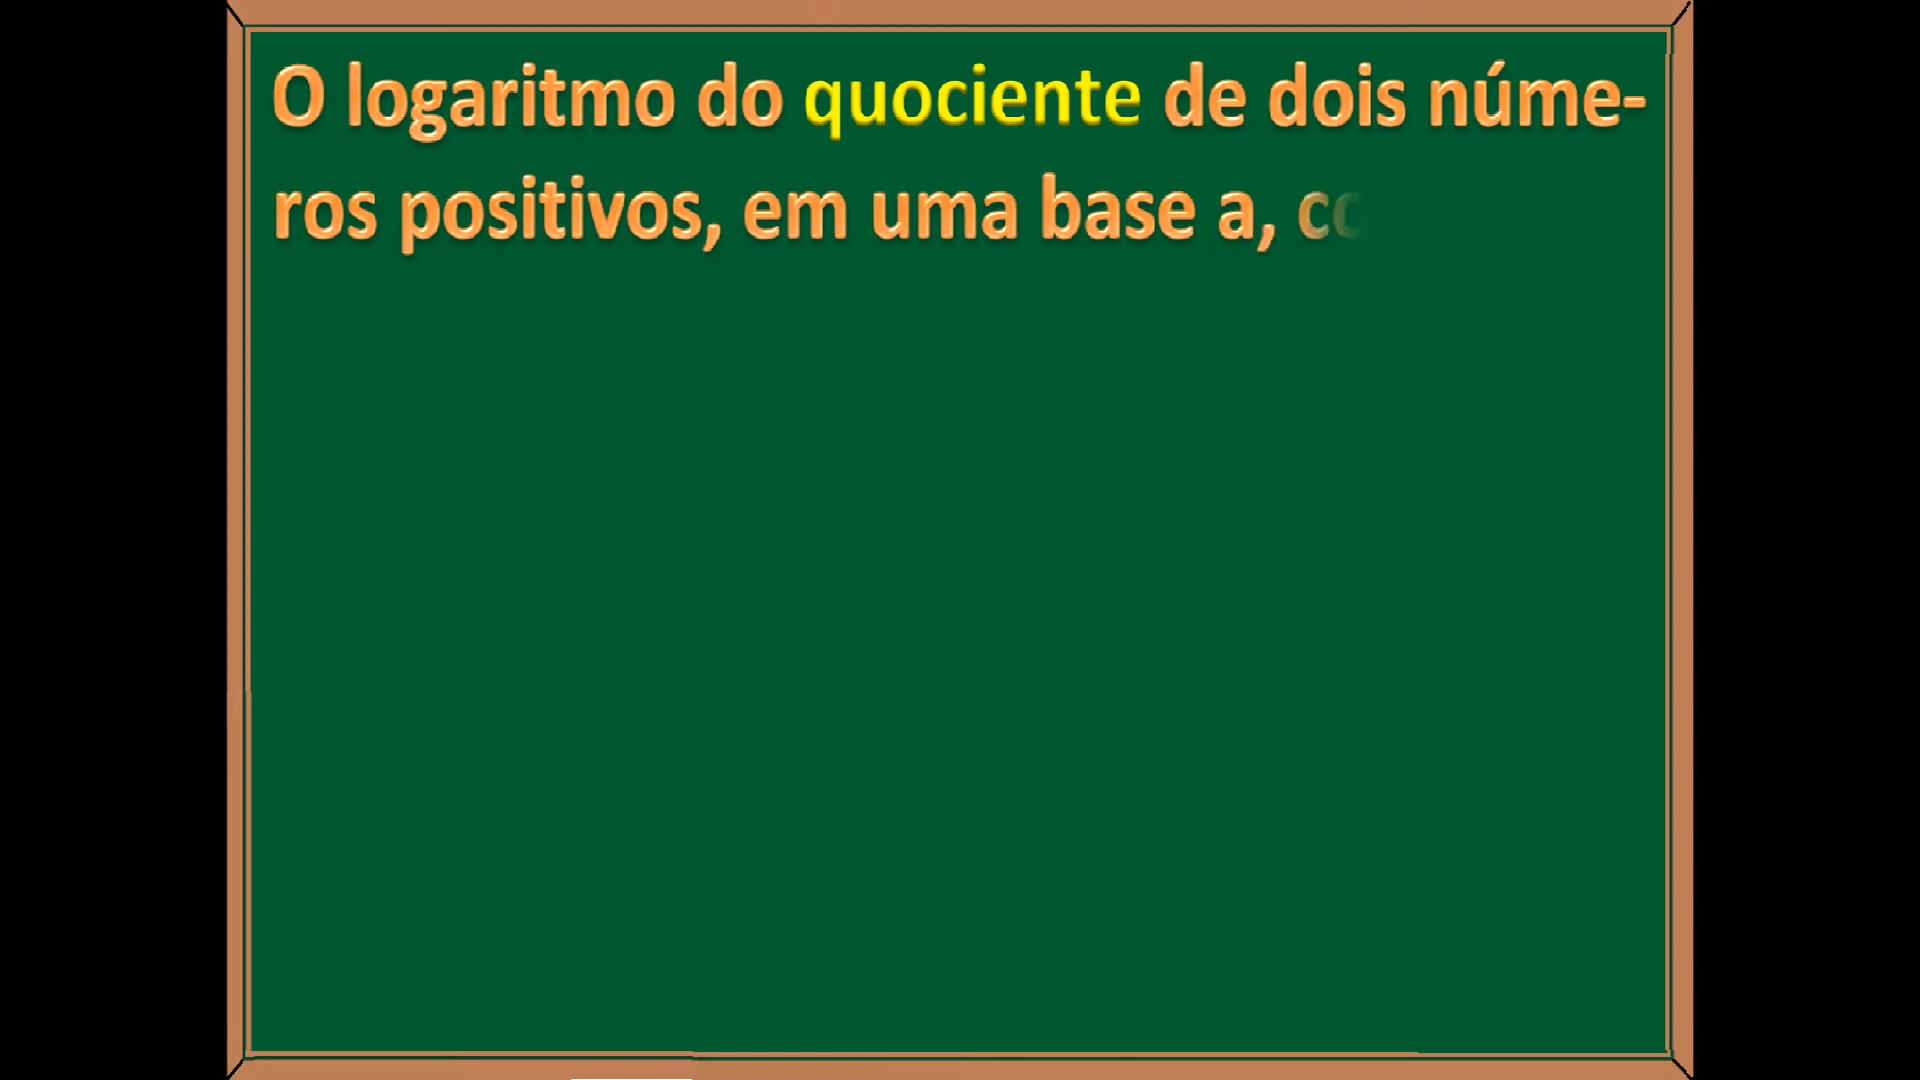 O logaritmo do quociente de dois núme-
ros positivos, em uma base a,